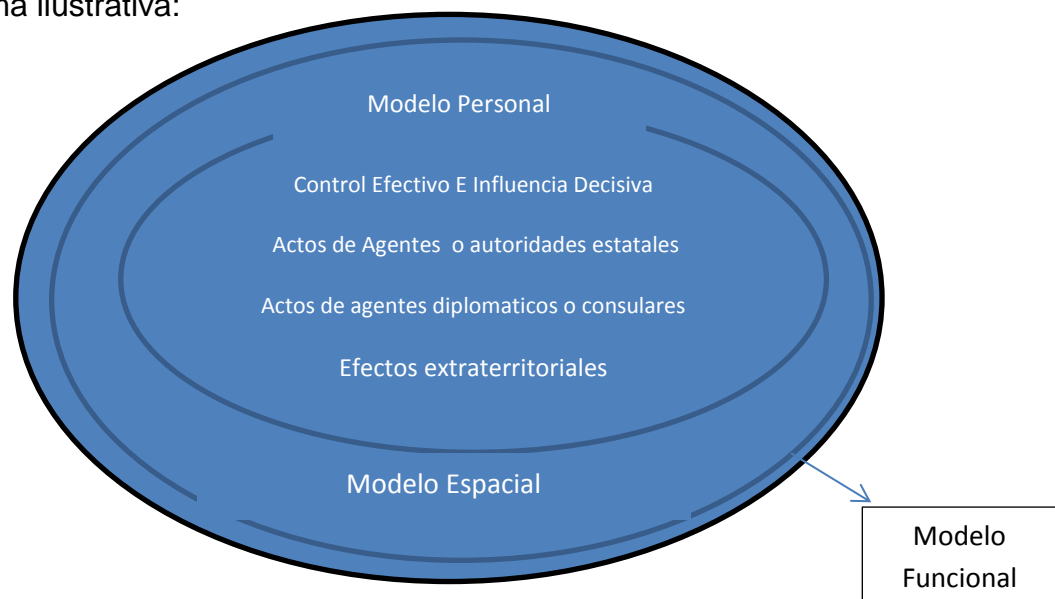 ilustrativa:
Modelo Personal
Control Efectivo E Influencia Decisiva
Actos de Agentes o autoridades estatales
Actos de agentes diplomaticos o consulares
Efectos extraterritoriales
Modelo Espacial
Modelo
Funcional